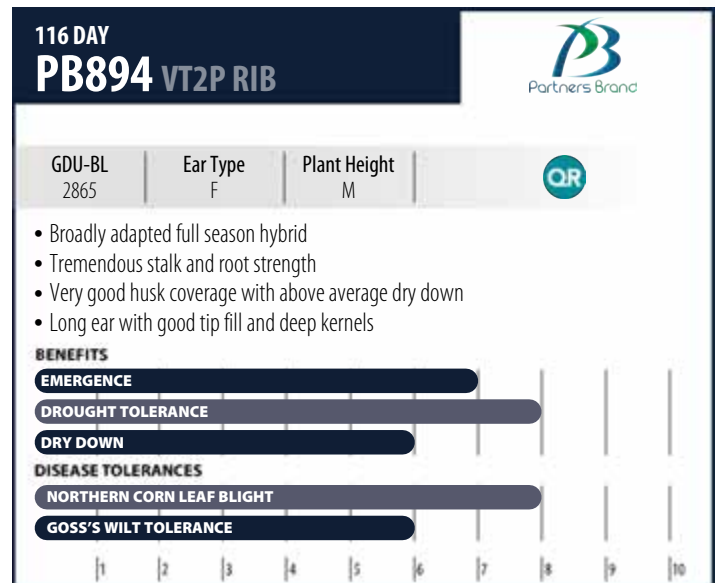 116 DAY
PB894 VT2P RIB
Partners Brand
GDU-BL Ear Type Plant Height
2865 F M
QR
• Broadly adapted full season hybrid
• Tremendous stalk and root strength
• Very good husk coverage with above average dry down
• Long ear with good tip fill and deep kernels
BENEFITS
EMERGENCE
DROUGHT TOLERANCE
DRY DOWN
DISEASE TOLERANCES
NORTHERN CORN LEAF BLIGHT
GOSS'S WILT TOLERANCE
1 2 3 4 5 6 7 8 9 10